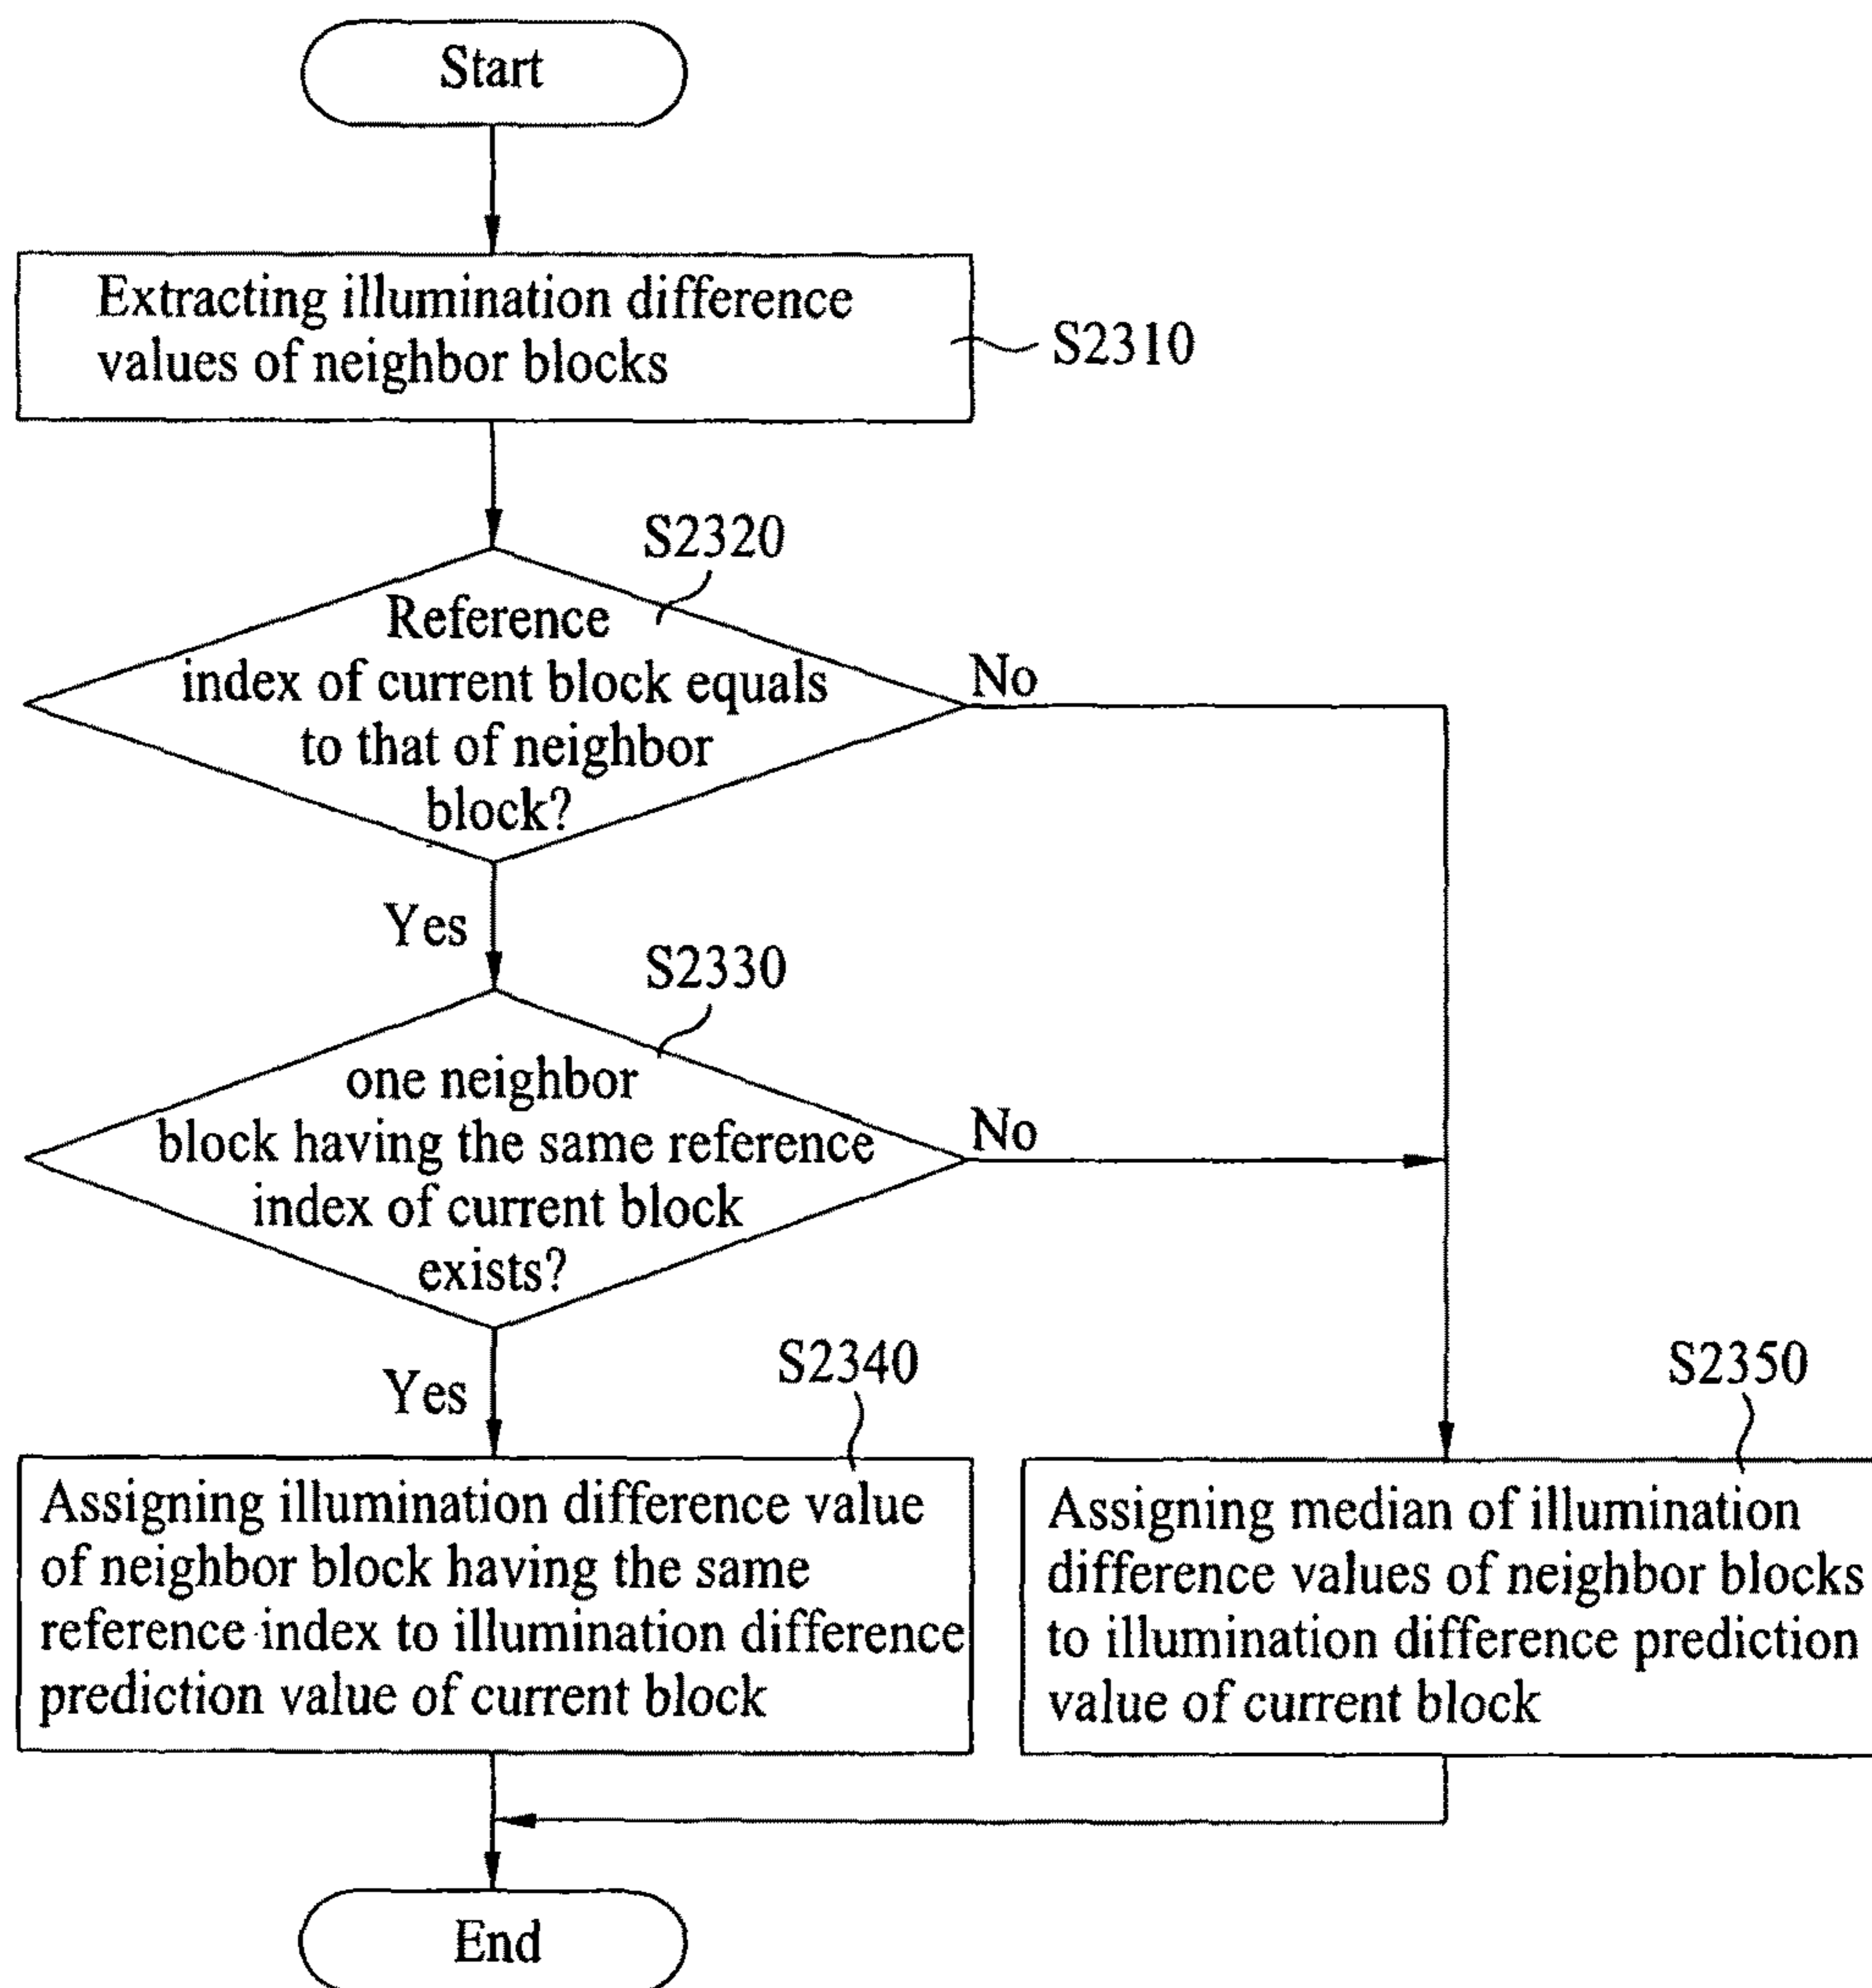 Start
Extracting illumination difference
values of neighbor blocks
S2310
S2320
Reference
index of current block equals
to that of neighbor
block?
No
Yes
S2330
one neighbor
block having the same reference
index of current block
exists?
No
Yes
S2340
Assigning illumination difference value
of neighbor block having the same
reference index to illumination difference
prediction value of current block
S2350
Assigning median of illumination
difference values of neighbor blocks
to illumination difference prediction
value of current block
End